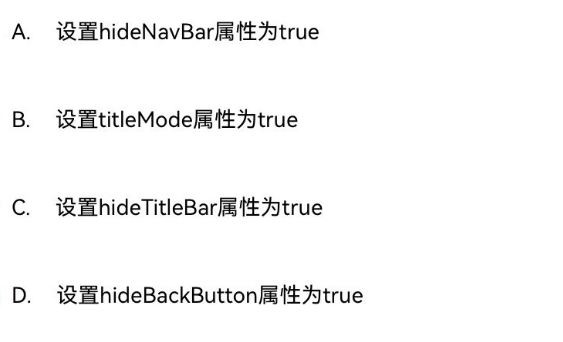 A. 设置hideNavBar属性为true
B. 设置titleMode属性为true
C. 设置hideTitleBar属性为true
D. 设置hideBackButton属性为true